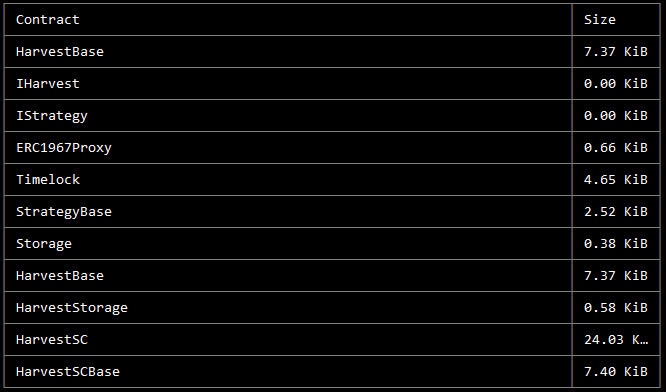 Contract Size
HarvestBase 7.37 KiB
IHarvest 0.00 KiB
IStrategy 0.00 KiB
ERC1967Proxy 0.66 KiB
Timelock 4.65 KiB
StrategyBase 2.52 KiB
Storage 0.38 KiB
HarvestBase 7.37 KiB
HarvestStorage 0.58 KiB
HarvestSC 24.03 K…
HarvestSCBase 7.40 KiB